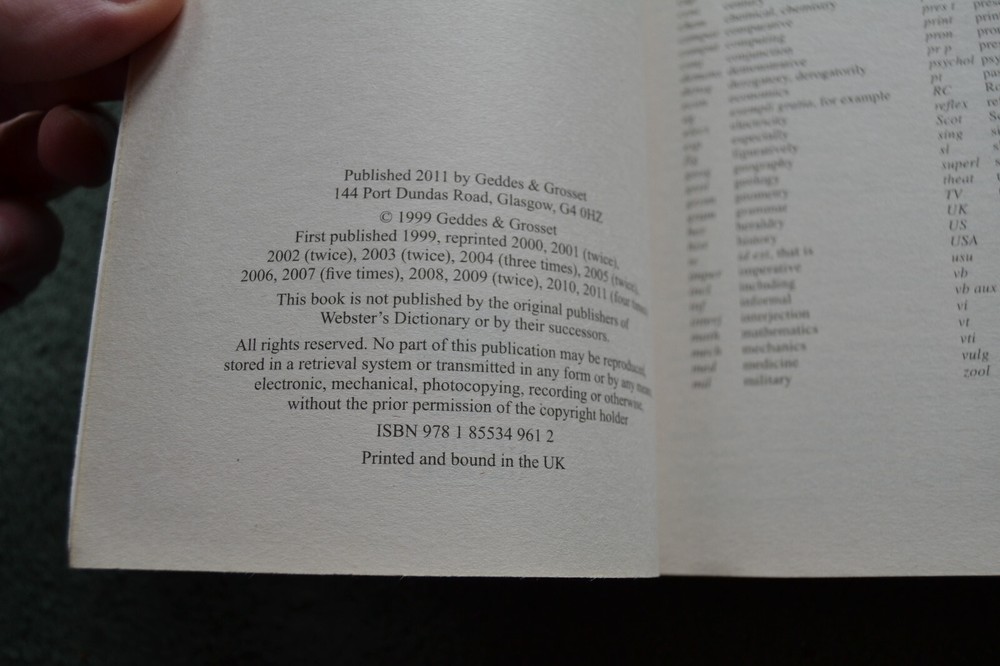 Published 2011 by Geddes & Grosset
144 Port Dundas Road, Glasgow, G4 0HZ
© 1999 Geddes & Grosset
First published 1999, reprinted 2000, 2001 (twice),
2002 (twice), 2003 (twice), 2004 (three times), 2005 (twice),
2006, 2007 (five times), 2008, 2009 (twice), 2010, 2011 (four times)
This book is not published by the original publishers of
Webster's Dictionary or by their successors.
All rights reserved. No part of this publication may be reproduced,
stored in a retrieval system or transmitted in any form or by any means,
electronic, mechanical, photocopying, recording or otherwise,
without the prior permission of the copyright holder
ISBN 978 1 85534 961 2
Printed and bound in the UK
century
chemical, chemistry
comparative
computing
conjunction
demonstrative
derogatory, derogatorily
economics
exempli gratia, for example
electricity
especially
figuratively
geography
geology
geometry
grammar
heraldry
history
id est, that is
imperative
including
informal
interjection
mathematics
mechanics
medicine
military
pres t
print
pron
pr p
psychol
pt
RC
reflex
Scot
sing
sl
superl
theat
TV
UK
US
USA
usu
vb
vb aux
vi
vt
vti
vulg
zool